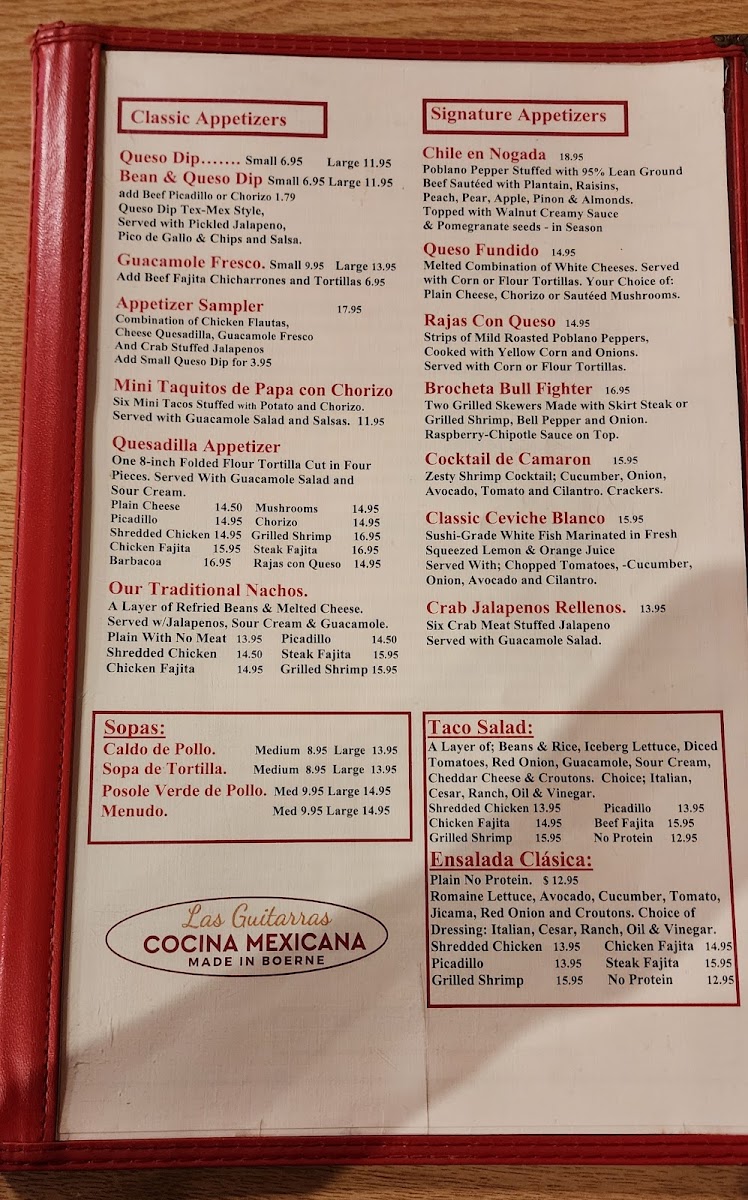 Classic Appetizers
Queso Dip....... Small 6.95 Large 11.95
Bean & Queso Dip Small 6.95 Large 11.95
add Beef Picadillo or Chorizo 1.79
Queso Dip Tex-Mex Style,
Served with Pickled Jalapeno,
Pico de Gallo & Chips and Salsa.
Guacamole Fresco. Small 9.95 Large 13.95
Add Beef Fajita Chicharrones and Tortillas 6.95
Appetizer Sampler 17.95
Combination of Chicken Flautas,
Cheese Quesadilla, Guacamole Fresco
And Crab Stuffed Jalapenos
Add Small Queso Dip for 3.95
Mini Taquitos de Papa con Chorizo
Six Mini Tacos Stuffed with Potato and Chorizo.
Served with Guacamole Salad and Salsas. 11.95
Quesadilla Appetizer
One 8-inch Folded Flour Tortilla Cut in Four
Pieces. Served With Guacamole Salad and
Sour Cream.
Plain Cheese 14.50 Mushrooms 14.95
Picadillo 14.95 Chorizo 14.95
Shredded Chicken 14.95 Grilled Shrimp 16.95
Chicken Fajita 15.95 Steak Fajita 16.95
Barbacoa 16.95 Rajas con Queso 14.95
Our Traditional Nachos.
A Layer of Refried Beans & Melted Cheese.
Served w/Jalapenos, Sour Cream & Guacamole.
Plain With No Meat 13.95 Picadillo 14.50
Shredded Chicken 14.50 Steak Fajita 15.95
Chicken Fajita 14.95 Grilled Shrimp 15.95
Sopas:
Caldo de Pollo. Medium 8.95 Large 13.95
Sopa de Tortilla. Medium 8.95 Large 13.95
Posole Verde de Pollo. Med 9.95 Large 14.95
Menudo. Med 9.95 Large 14.95
Las Guitarras
COCINA MEXICANA
MADE IN BOERNE
Signature Appetizers
Chile en Nogada 18.95
Poblano Pepper Stuffed with 95% Lean Ground
Beef Sautéed with Plantain, Raisins,
Peach, Pear, Apple, Pinon & Almonds.
Topped with Walnut Creamy Sauce
& Pomegranate seeds - in Season
Queso Fundido 14.95
Melted Combination of White Cheeses. Served
with Corn or Flour Tortillas. Your Choice of:
Plain Cheese, Chorizo or Sautéed Mushrooms.
Rajas Con Queso 14.95
Strips of Mild Roasted Poblano Peppers,
Cooked with Yellow Corn and Onions.
Served with Corn or Flour Tortillas.
Brocheta Bull Fighter 16.95
Two Grilled Skewers Made with Skirt Steak or
Grilled Shrimp, Bell Pepper and Onion.
Raspberry-Chipotle Sauce on Top.
Cocktail de Camaron 15.95
Zesty Shrimp Cocktail; Cucumber, Onion,
Avocado, Tomato and Cilantro. Crackers.
Classic Ceviche Blanco 15.95
Sushi-Grade White Fish Marinated in Fresh
Squeezed Lemon & Orange Juice
Served With; Chopped Tomatoes, -Cucumber,
Onion, Avocado and Cilantro.
Crab Jalapenos Rellenos. 13.95
Six Crab Meat Stuffed Jalapeno
Served with Guacamole Salad.
Taco Salad:
A Layer of; Beans & Rice, Iceberg Lettuce, Diced
Tomatoes, Red Onion, Guacamole, Sour Cream,
Cheddar Cheese & Croutons. Choice; Italian,
Cesar, Ranch, Oil & Vinegar.
Shredded Chicken 13.95 Picadillo 13.95
Chicken Fajita 14.95 Beef Fajita 15.95
Grilled Shrimp 15.95 No Protein 12.95
Ensalada Clásica:
Plain No Protein. $ 12.95
Romaine Lettuce, Avocado, Cucumber, Tomato,
Jicama, Red Onion and Croutons. Choice of
Dressing: Italian, Cesar, Ranch, Oil & Vinegar.
Shredded Chicken 13.95 Chicken Fajita 14.95
Picadillo 13.95 Steak Fajita 15.95
Grilled Shrimp 15.95 No Protein 12.95